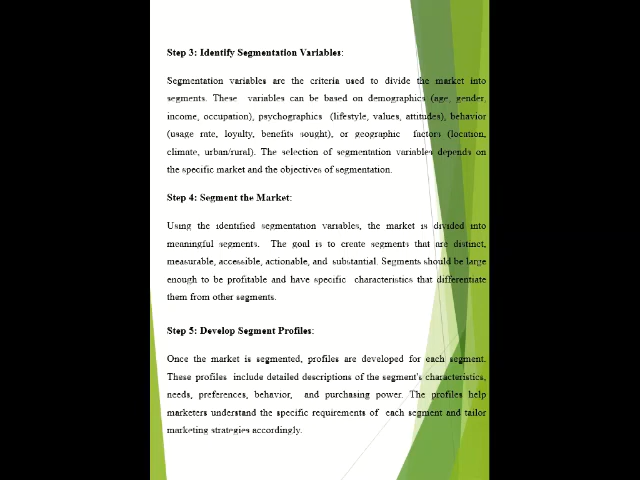 Step 3: Identify Segmentation Variables:
Segmentation variables are the criteria used to divide the market into
segments. These variables can be based on demographics (age, gender,
income, occupation), psychographics (lifestyle, values, attitudes), behavior
(usage rate, loyalty, benefits sought), or geographic factors (location,
climate, urban/rural). The selection of segmentation variables depends on
the specific market and the objectives of segmentation.
Step 4: Segment the Market:
Using the identified segmentation variables, the market is divided into
meaningful segments. The goal is to create segments that are distinct,
measurable, accessible, actionable, and substantial. Segments should be large
enough to be profitable and have specific characteristics that differentiate
them from other segments.
Step 5: Develop Segment Profiles:
Once the market is segmented, profiles are developed for each segment.
These profiles include detailed descriptions of the segment's characteristics,
needs, preferences, behavior, and purchasing power. The profiles help
marketers understand the specific requirements of each segment and tailor
marketing strategies accordingly.